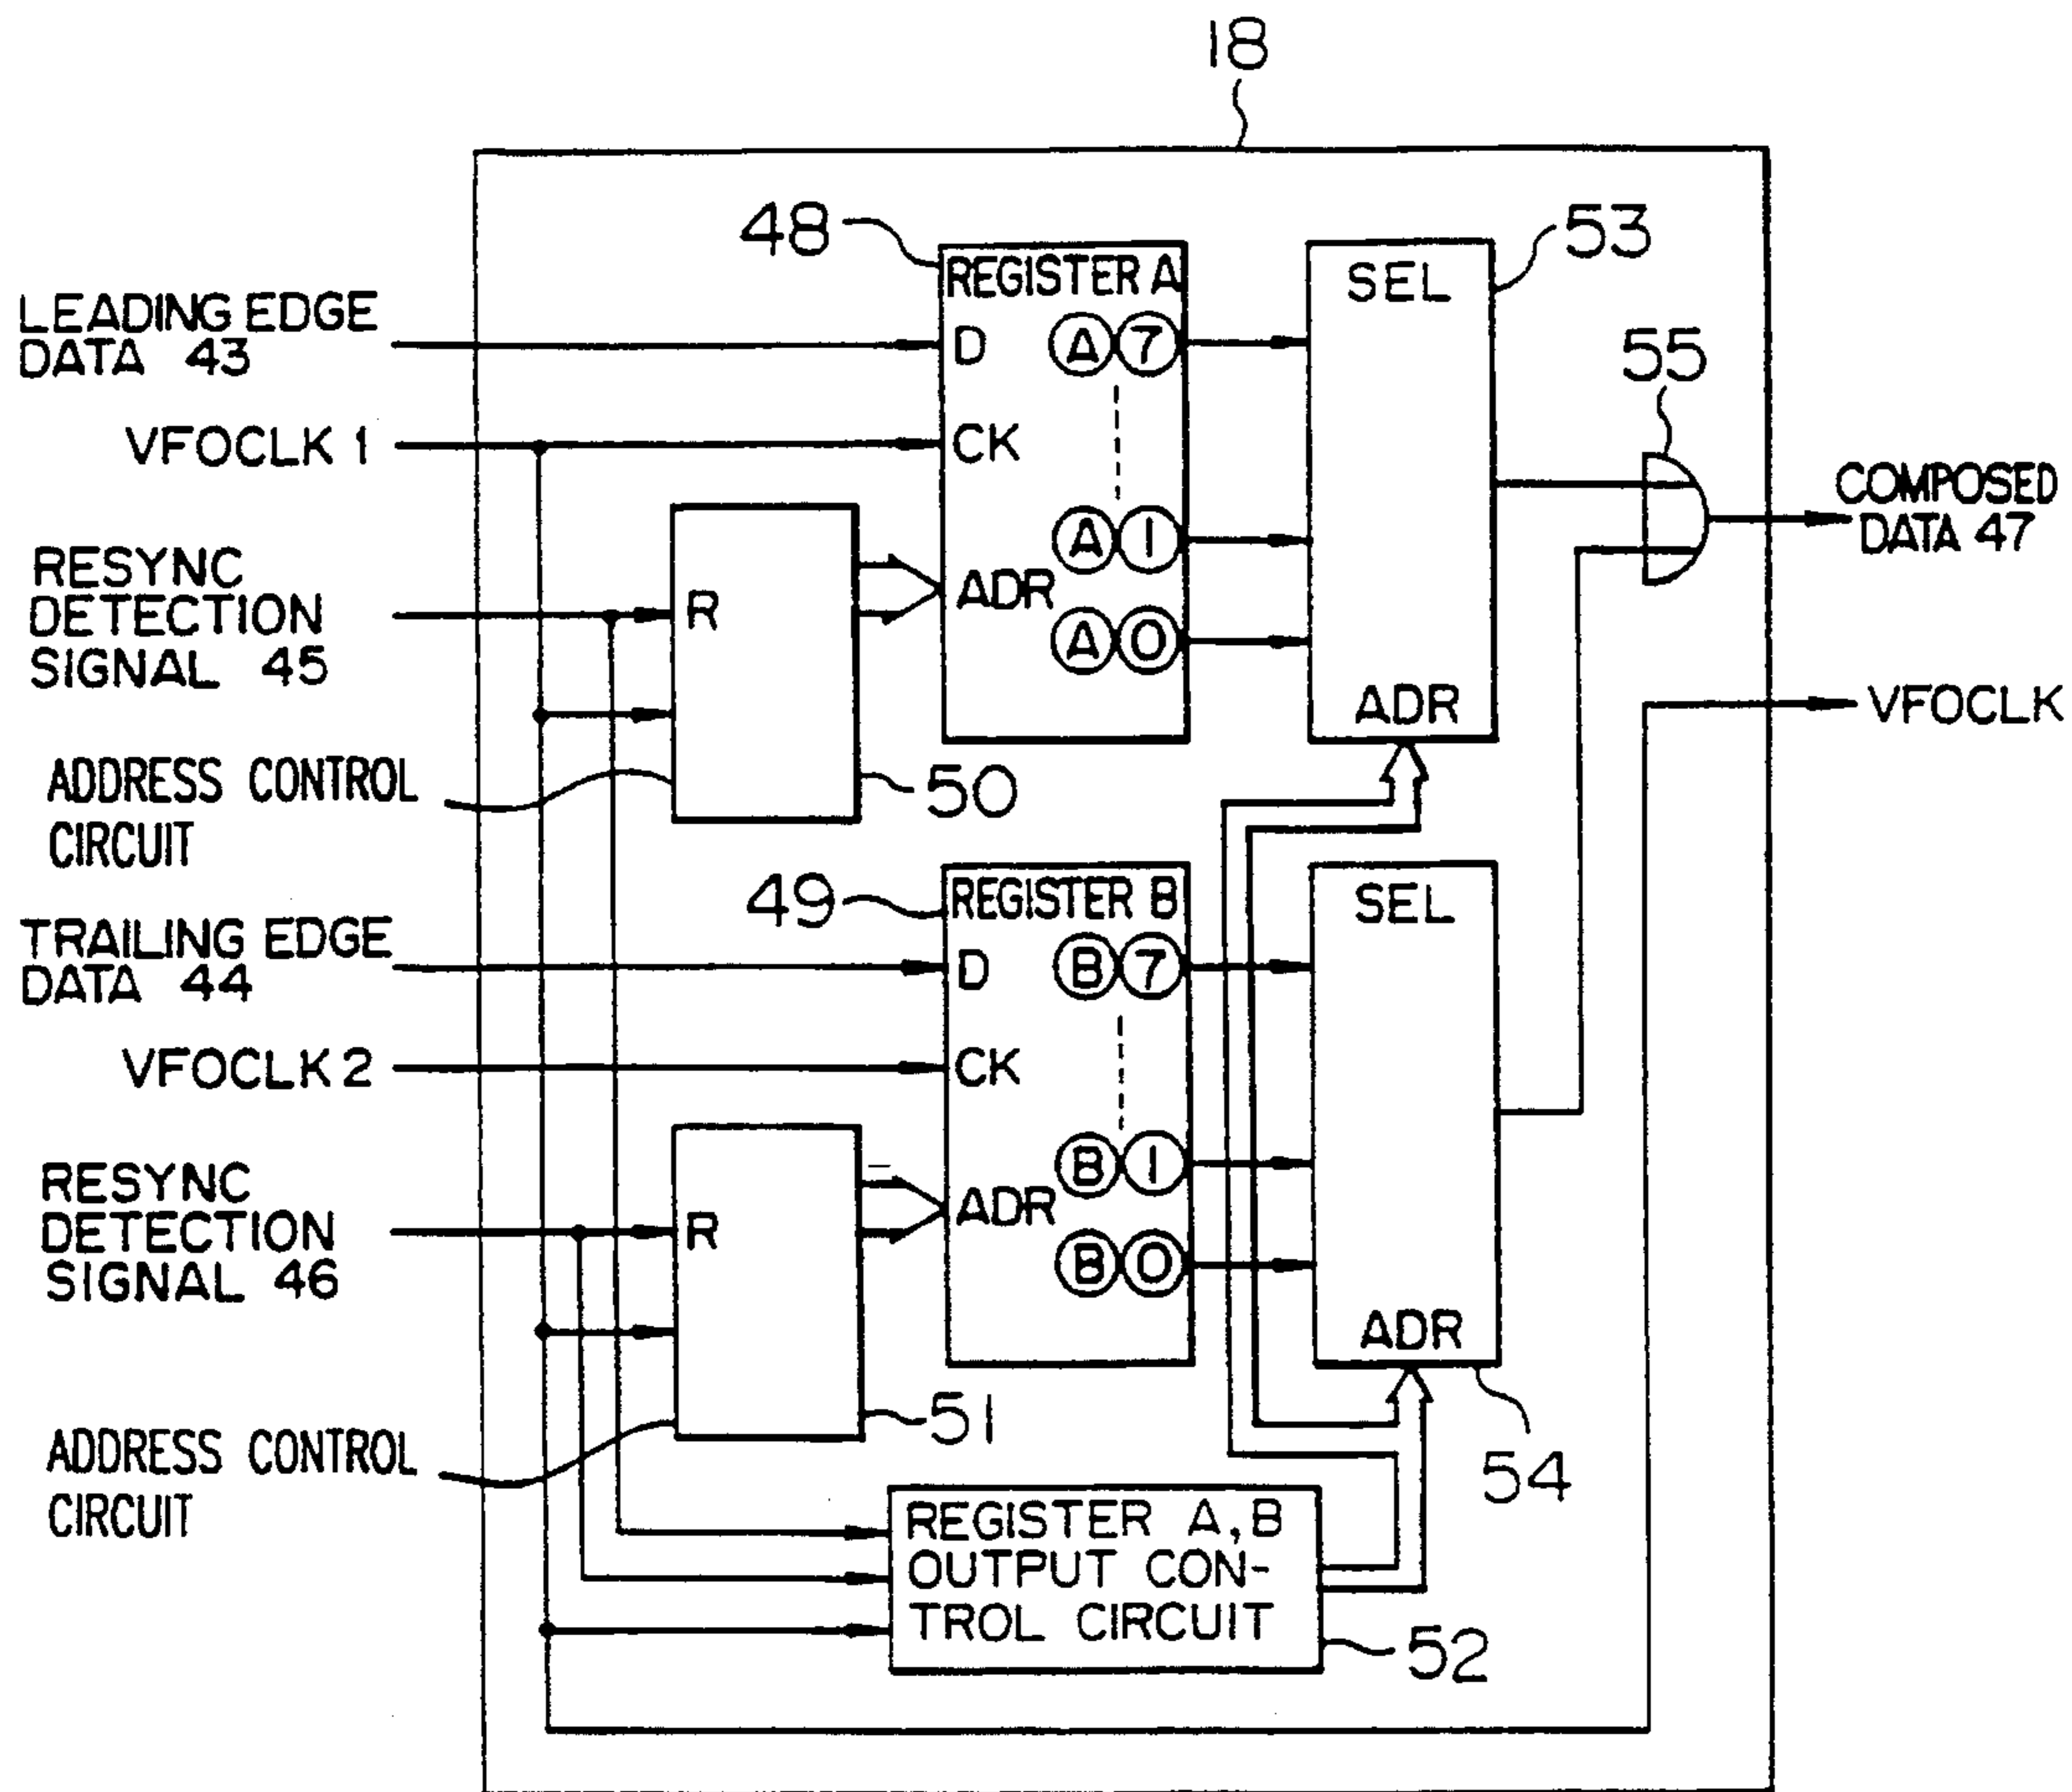 18
48
REGISTER A
53
SEL
LEADING EDGE
DATA 43
D
A 7
55
VFOCLK 1
CK
COMPOSED
DATA 47
RESYNC
DETECTION
SIGNAL 45
R
ADR
A 1
A 0
ADR
VFOCLK
ADDRESS CONTROL
CIRCUIT
50
49
REGISTER B
SEL
TRAILING EDGE
DATA 44
D
B 7
VFOCLK 2
CK
RESYNC
DETECTION
SIGNAL 46
R
ADR
B 1
B 0
ADR
ADDRESS CONTROL
CIRCUIT
51
54
REGISTER A, B
OUTPUT CON-
TROL CIRCUIT
52